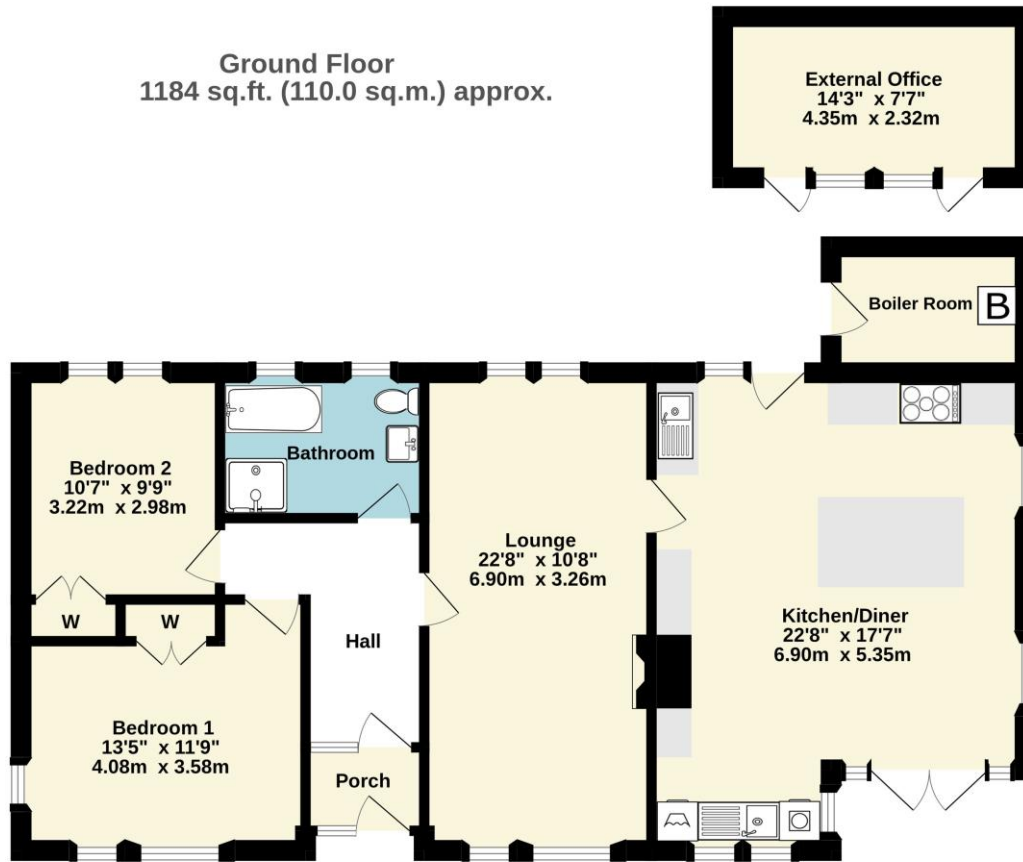 Ground Floor
1184 sq.ft. (110.0 sq.m.) approx.
External Office
14'3" x 7'7"
4.35m x 2.32m
Boiler Room
B
Bedroom 2
10'7" x 9'9"
3.22m x 2.98m
Bathroom
Lounge
22'8" x 10'8"
6.90m x 3.26m
Kitchen/Diner
22'8" x 17'7"
6.90m x 5.35m
W
W
Hall
Bedroom 1
13'5" x 11'9"
4.08m x 3.58m
Porch